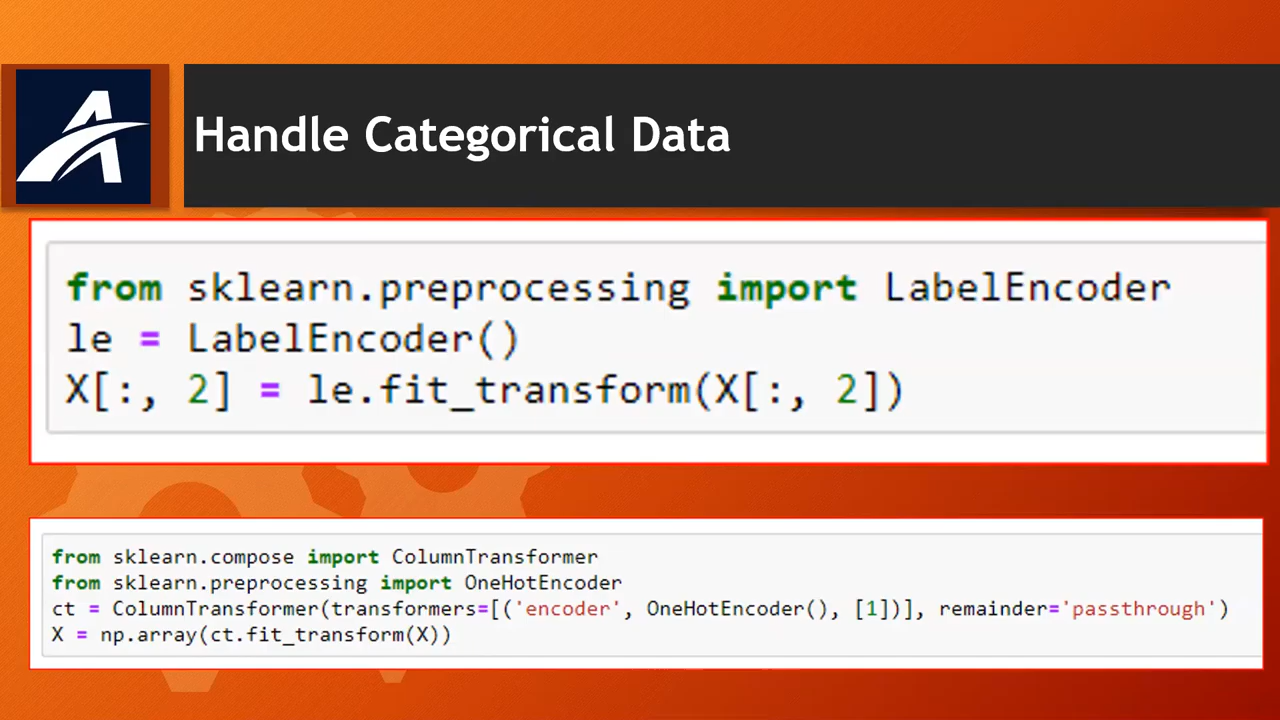 Handle Categorical Data
from sklearn.preprocessing import LabelEncoder
le = LabelEncoder()
X[:, 2] = le.fit_transform(X[:, 2])
from sklearn.compose import ColumnTransformer
from sklearn.preprocessing import OneHotEncoder
ct = ColumnTransformer(transformers=[('encoder', OneHotEncoder(), [1])], remainder='passthrough')
X = np.array(ct.fit_transform(X))